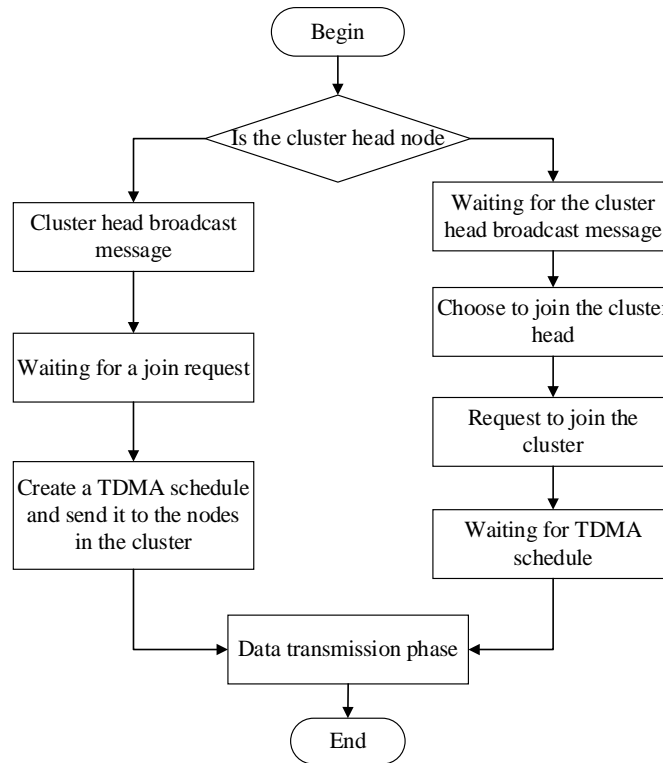 Begin
Is the cluster head node
Cluster head broadcast
message
Waiting for a join request
Create a TDMA schedule
and send it to the nodes
in the cluster
Waiting for the cluster
head broadcast message
Choose to join the cluster
head
Request to join the
cluster
Waiting for TDMA
schedule
Data transmission phase
End